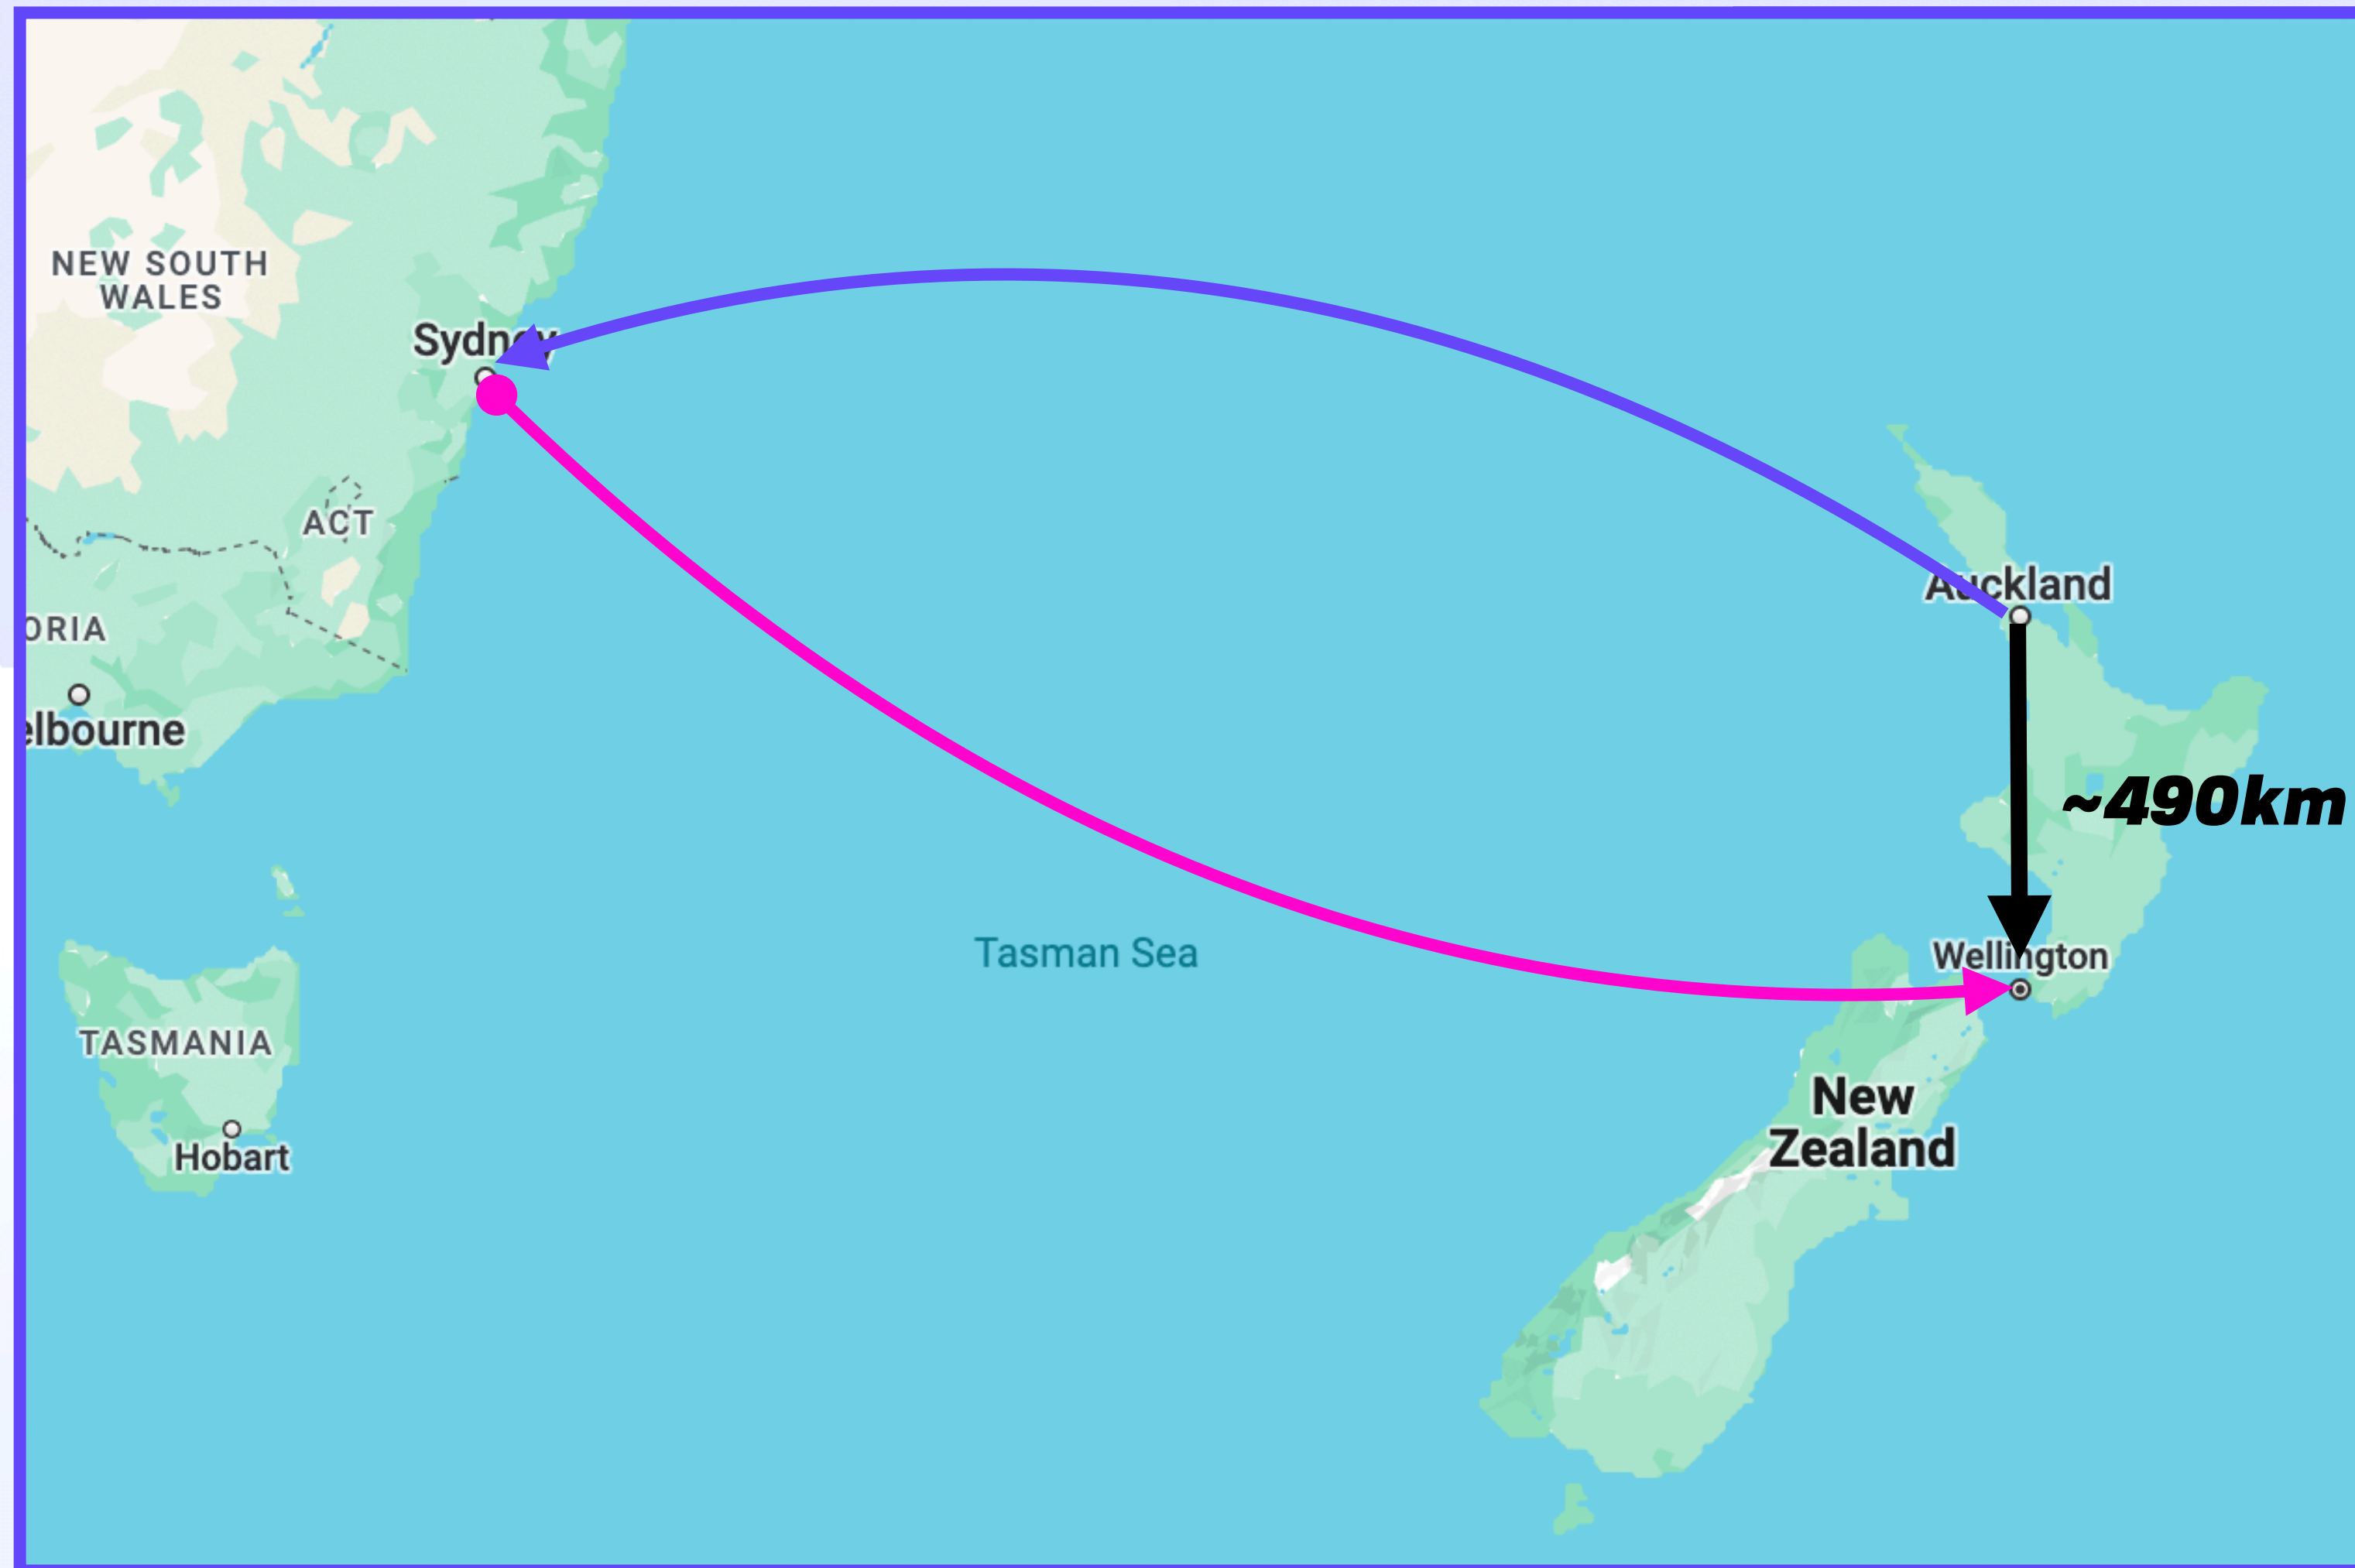 NEW SOUTH
WALES
Sydney
ACT
ORIA
elbourne
Auckland
~490km
Tasman Sea
Wellington
TASMANIA
Hobart
New
Zealand